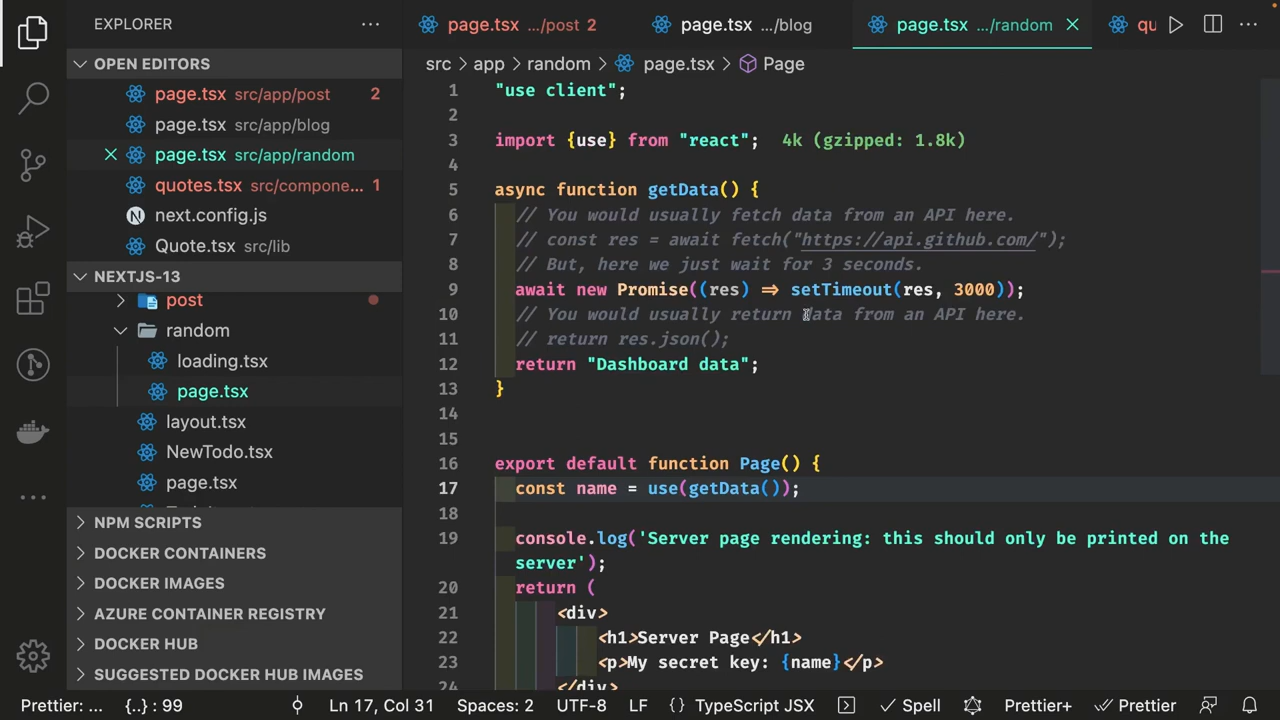 EXPLORER
OPEN EDITORS
page.tsx src/app/post 2
page.tsx src/app/blog
page.tsx src/app/random
quotes.tsx src/compone... 1
next.config.js
Quote.tsx src/lib
NEXTJS-13
post
random
loading.tsx
page.tsx
layout.tsx
NewTodo.tsx
page.tsx
NPM SCRIPTS
DOCKER CONTAINERS
DOCKER IMAGES
AZURE CONTAINER REGISTRY
DOCKER HUB
SUGGESTED DOCKER HUB IMAGES
page.tsx .../post 2 page.tsx .../blog page.tsx .../random qu
src > app > random > page.tsx > Page
1 "use client";
2
3 import {use} from "react"; 4k (gzipped: 1.8k)
4
5 async function getData() {
6 // You would usually fetch data from an API here.
7 // const res = await fetch("https://api.github.com/");
8 // But, here we just wait for 3 seconds.
9 await new Promise((res) => setTimeout(res, 3000));
10 // You would usually return data from an API here.
11 // return res.json();
12 return "Dashboard data";
13 }
14
15
16 export default function Page() {
17 const name = use(getData());
18
19 console.log('Server page rendering: this should only be printed on the
server');
20 return (
21 <div>
22 <h1>Server Page</h1>
23 <p>My secret key: {name}</p>
24 </div>
Prettier: ... {..} : 99 Ln 17, Col 31 Spaces: 2 UTF-8 LF {} TypeScript JSX Spell Prettier+ Prettier